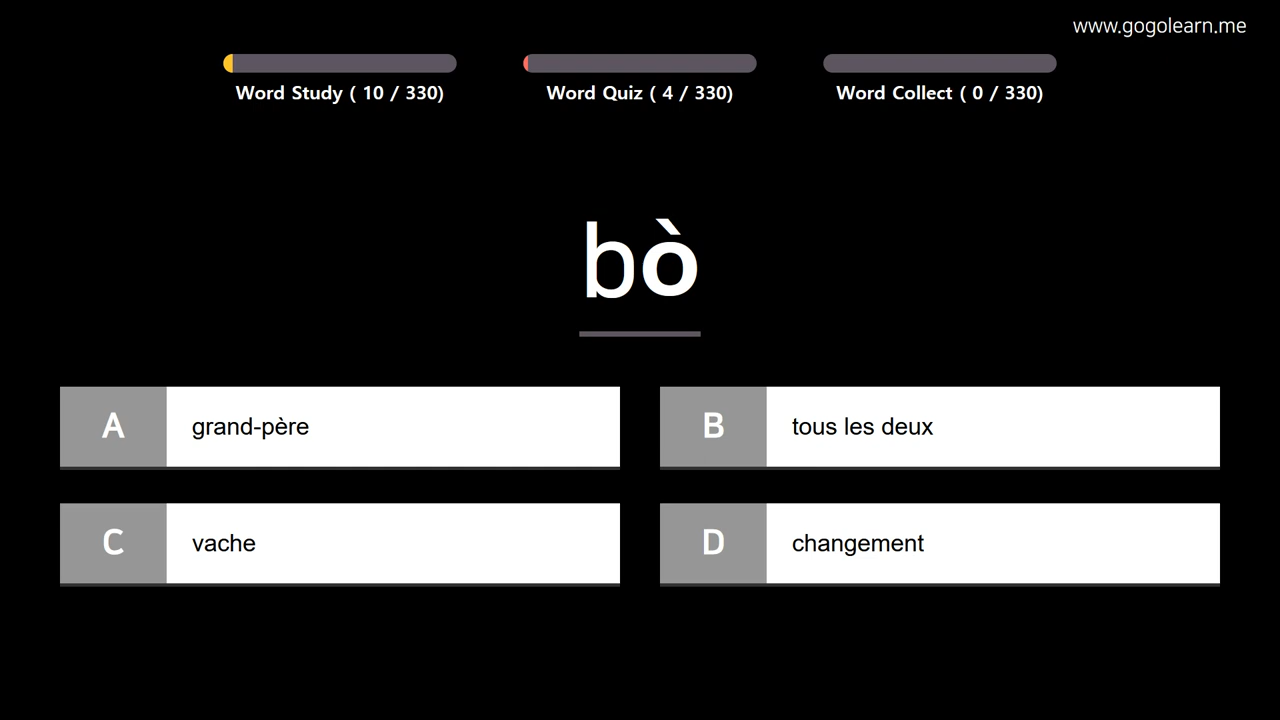 www.gogolearn.me
Word Study ( 10 / 330)
Word Quiz ( 4 / 330)
Word Collect ( 0 / 330)
bò
A grand-père
B tous les deux
C vache
D changement